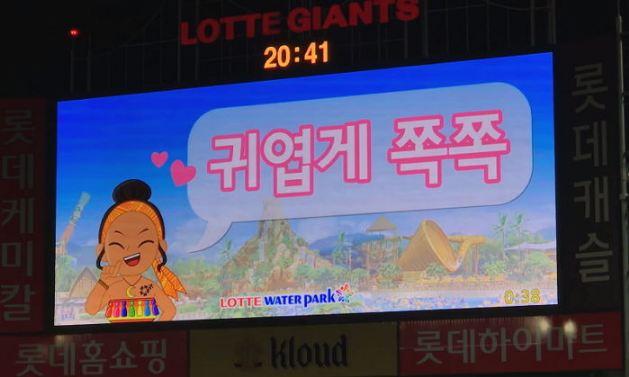 LOTTE GIANTS
20:41
귀엽게 쪽쪽
LOTTE WATER PARK
0:38
롯데케미칼
롯데캐슬
롯데홈쇼핑
kloud
롯데하이마트